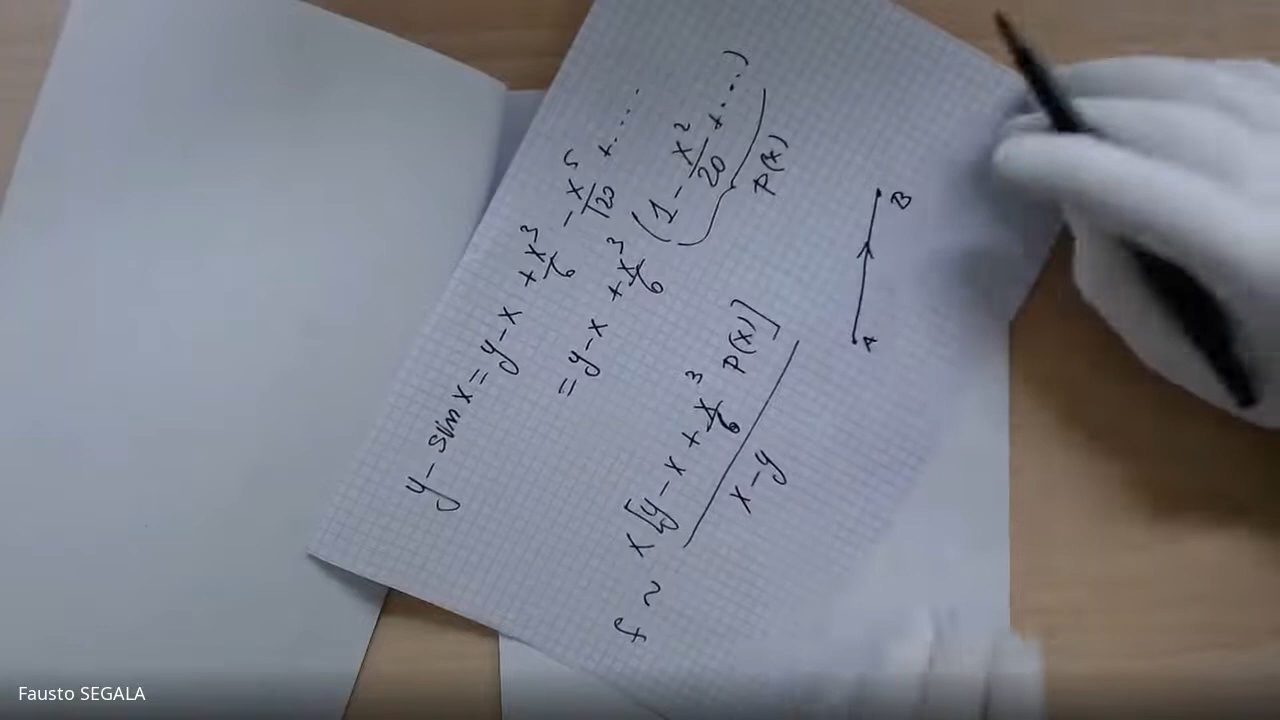 y - sin x = y - x + x³/6 - x⁵/120 + ....
= y - x + x³/6 (1 - x²/20 + ...)
P(x)
f ~ x[y - x + x³/6 P(x)] / x - y
A B
Fausto SEGALA